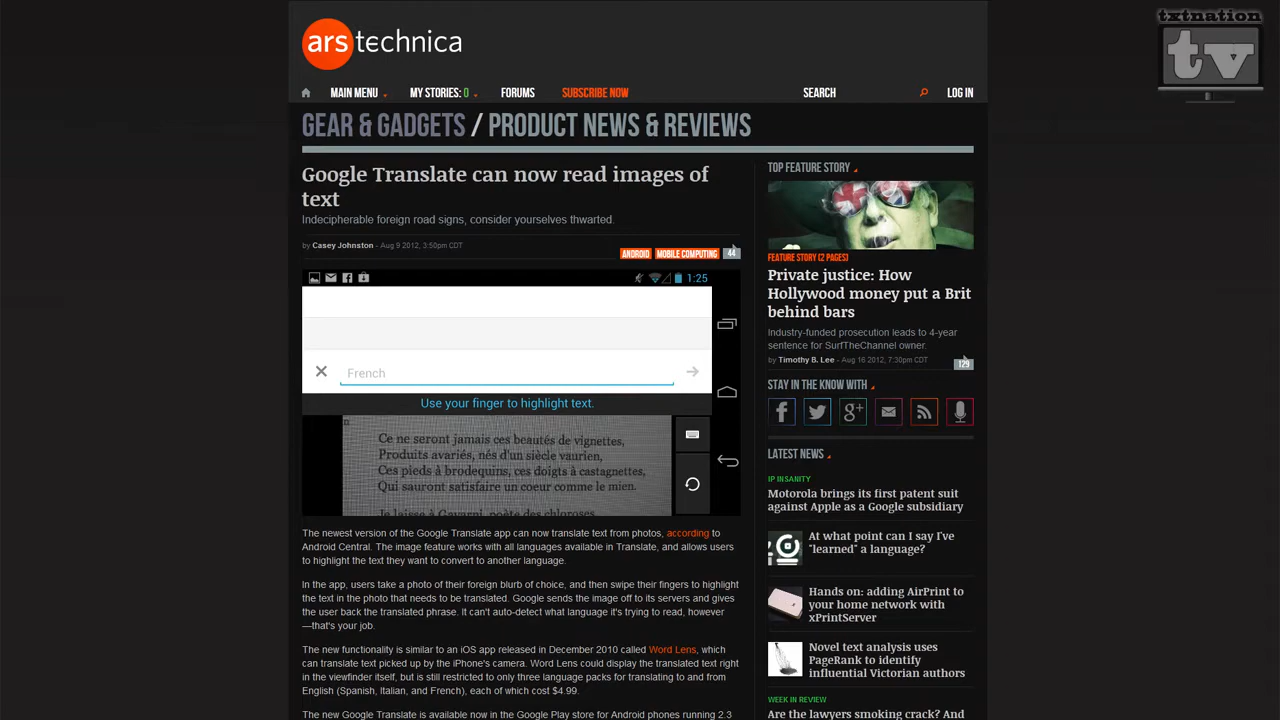 txtnation
tv
ars technica
MAIN MENU
MY STORIES: 0
FORUMS
SUBSCRIBE NOW
SEARCH
LOG IN
GEAR & GADGETS / PRODUCT NEWS & REVIEWS
Google Translate can now read images of
text
Indecipherable foreign road signs, consider yourselves thwarted.
by Casey Johnston - Aug 9 2012, 3:50pm CDT
ANDROID
MOBILE COMPUTING
44
1:25
French
Use your finger to highlight text.
Ce ne seront jamais ces beautés de vignettes,
Produits avariés, nés d'un siècle vaurien,
Ces pieds à brodequins, ces doigts à castagnettes,
Qui sauront satisfaire un coeur comme le mien.
Je laisse à Gavarni, poète des chloroses,
The newest version of the Google Translate app can now translate text from photos, according to
Android Central. The image feature works with all languages available in Translate, and allows users
to highlight the text they want to convert to another language.
In the app, users take a photo of their foreign blurb of choice, and then swipe their fingers to highlight
the text in the photo that needs to be translated. Google sends the image off to its servers and gives
the user back the translated phrase. It can't auto-detect what language it's trying to read, however
—that's your job.
The new functionality is similar to an iOS app released in December 2010 called Word Lens, which
can translate text picked up by the iPhone's camera. Word Lens could display the translated text right
in the viewfinder itself, but is still restricted to only three language packs for translating to and from
English (Spanish, Italian, and French), each of which cost $4.99.
The new Google Translate is available now in the Google Play store for Android phones running 2.3
TOP FEATURE STORY
FEATURE STORY (2 PAGES)
Private justice: How
Hollywood money put a Brit
behind bars
Industry-funded prosecution leads to 4-year
sentence for SurfTheChannel owner.
by Timothy B. Lee - Aug 16 2012, 7:30pm CDT
129
STAY IN THE KNOW WITH
LATEST NEWS
IP INSANITY
Motorola brings its first patent suit
against Apple as a Google subsidiary
At what point can I say I've
"learned" a language?
Hands on: adding AirPrint to
your home network with
xPrintServer
Novel text analysis uses
PageRank to identify
influential Victorian authors
WEEK IN REVIEW
Are the lawyers smoking crack? And